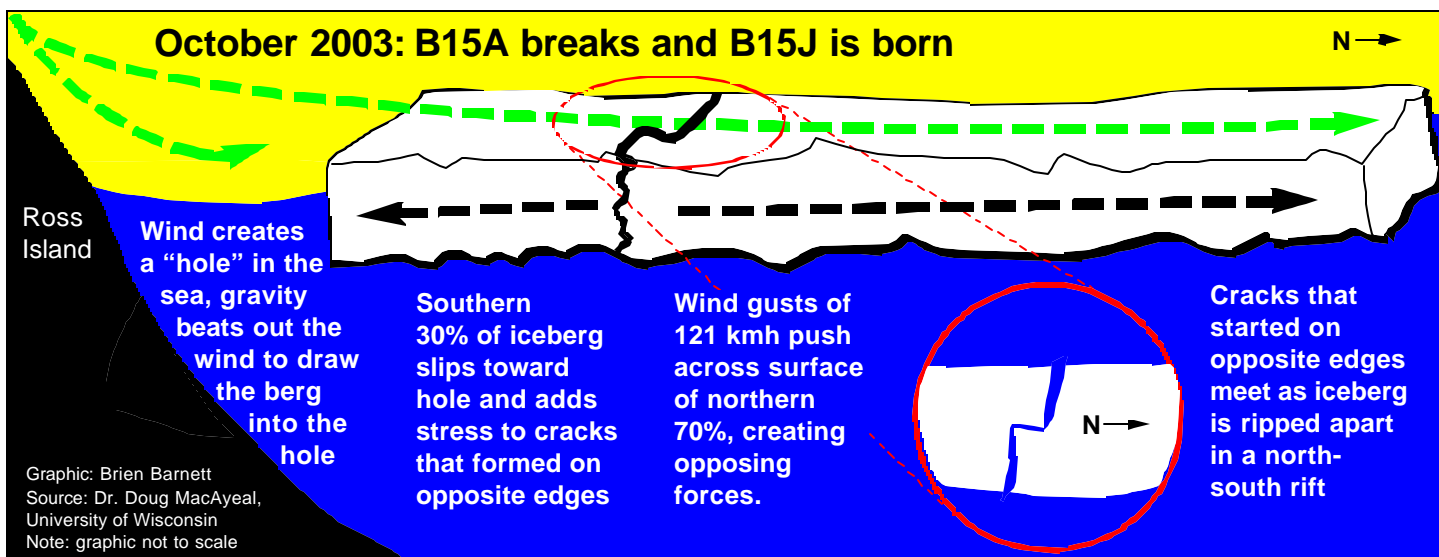 October 2003: B15A breaks and B15J is born
N
Ross
Island
Wind creates
a “hole” in the
sea, gravity
beats out the
wind to draw
the berg
into the
hole
Southern
30% of iceberg
slips toward
hole and adds
stress to cracks
that formed on
opposite edges
Wind gusts of
121 kmh push
across surface
of northern
70%, creating
opposing
forces.
N
Cracks that
started on
opposite edges
meet as iceberg
is ripped apart
in a north-
south rift
Graphic: Brien Barnett
Source: Dr. Doug MacAyeal,
University of Wisconsin
Note: graphic not to scale